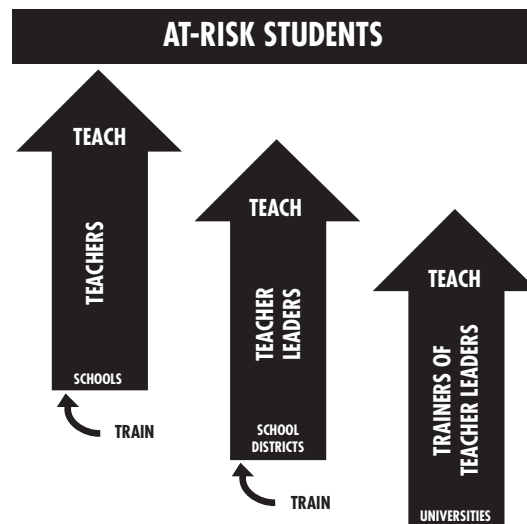 AT-RISK STUDENTS
TEACH
TEACHERS
SCHOOLS
TRAIN
TEACH
TEACHER
LEADERS
SCHOOL
DISTRICTS
TRAIN
TEACH
TRAINERS OF
TEACHER LEADERS
UNIVERSITIES